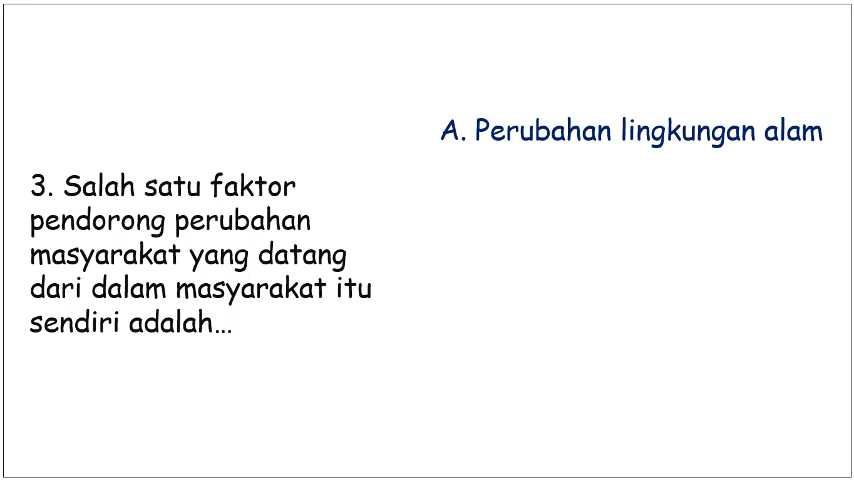 A. Perubahan lingkungan alam
3. Salah satu faktor
pendorong perubahan
masyarakat yang datang
dari dalam masyarakat itu
sendiri adalah...